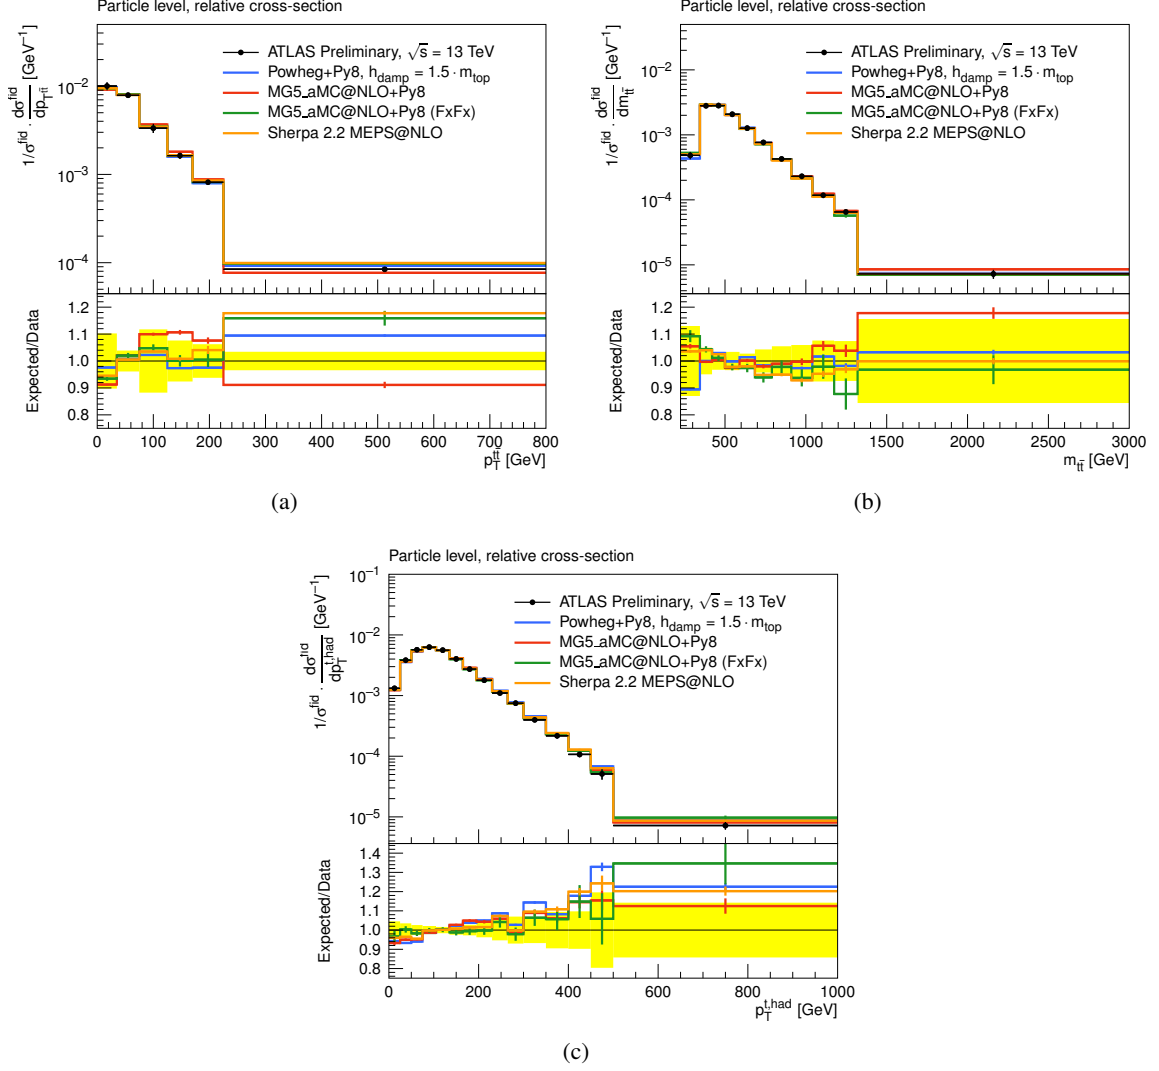 Particle level, relative cross-section
1/σ^fid · dσ^fid/dp_T^tt̄ [GeV⁻¹]
10⁻²
10⁻³
10⁻⁴
ATLAS Preliminary, √s = 13 TeV
Powheg+Py8, h_damp = 1.5 · m_top
MG5_aMC@NLO+Py8
MG5_aMC@NLO+Py8 (FxFx)
Sherpa 2.2 MEPS@NLO
Expected/Data
1.2
1.1
1.0
0.9
0.8
0 100 200 300 400 500 600 700 800
p_T^tt̄ [GeV]
(a)
Particle level, relative cross-section
1/σ^fid · dσ^fid/dm_tt̄ [GeV⁻¹]
10⁻²
10⁻³
10⁻⁴
10⁻⁵
ATLAS Preliminary, √s = 13 TeV
Powheg+Py8, h_damp = 1.5 · m_top
MG5_aMC@NLO+Py8
MG5_aMC@NLO+Py8 (FxFx)
Sherpa 2.2 MEPS@NLO
Expected/Data
1.2
1.1
1.0
0.9
0.8
500 1000 1500 2000 2500 3000
m_tt̄ [GeV]
(b)
Particle level, relative cross-section
1/σ^fid · dσ^fid/dp_T^t,had [GeV⁻¹]
10⁻¹
10⁻²
10⁻³
10⁻⁴
10⁻⁵
ATLAS Preliminary, √s = 13 TeV
Powheg+Py8, h_damp = 1.5 · m_top
MG5_aMC@NLO+Py8
MG5_aMC@NLO+Py8 (FxFx)
Sherpa 2.2 MEPS@NLO
Expected/Data
1.4
1.3
1.2
1.1
1.0
0.9
0.8
0 200 400 600 800 1000
p_T^t,had [GeV]
(c)